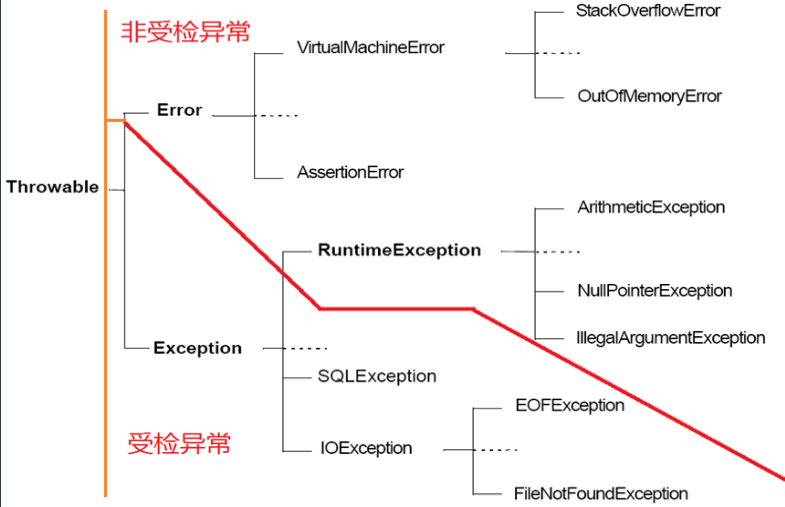 非受检异常
StackOverflowError
VirtualMachineError
OutOfMemoryError
Error
AssertionError
Throwable
ArithmeticException
RuntimeException
NullPointerException
IllegalArgumentException
Exception
SQLException
EOFException
受检异常
IOException
FileNotFoundException